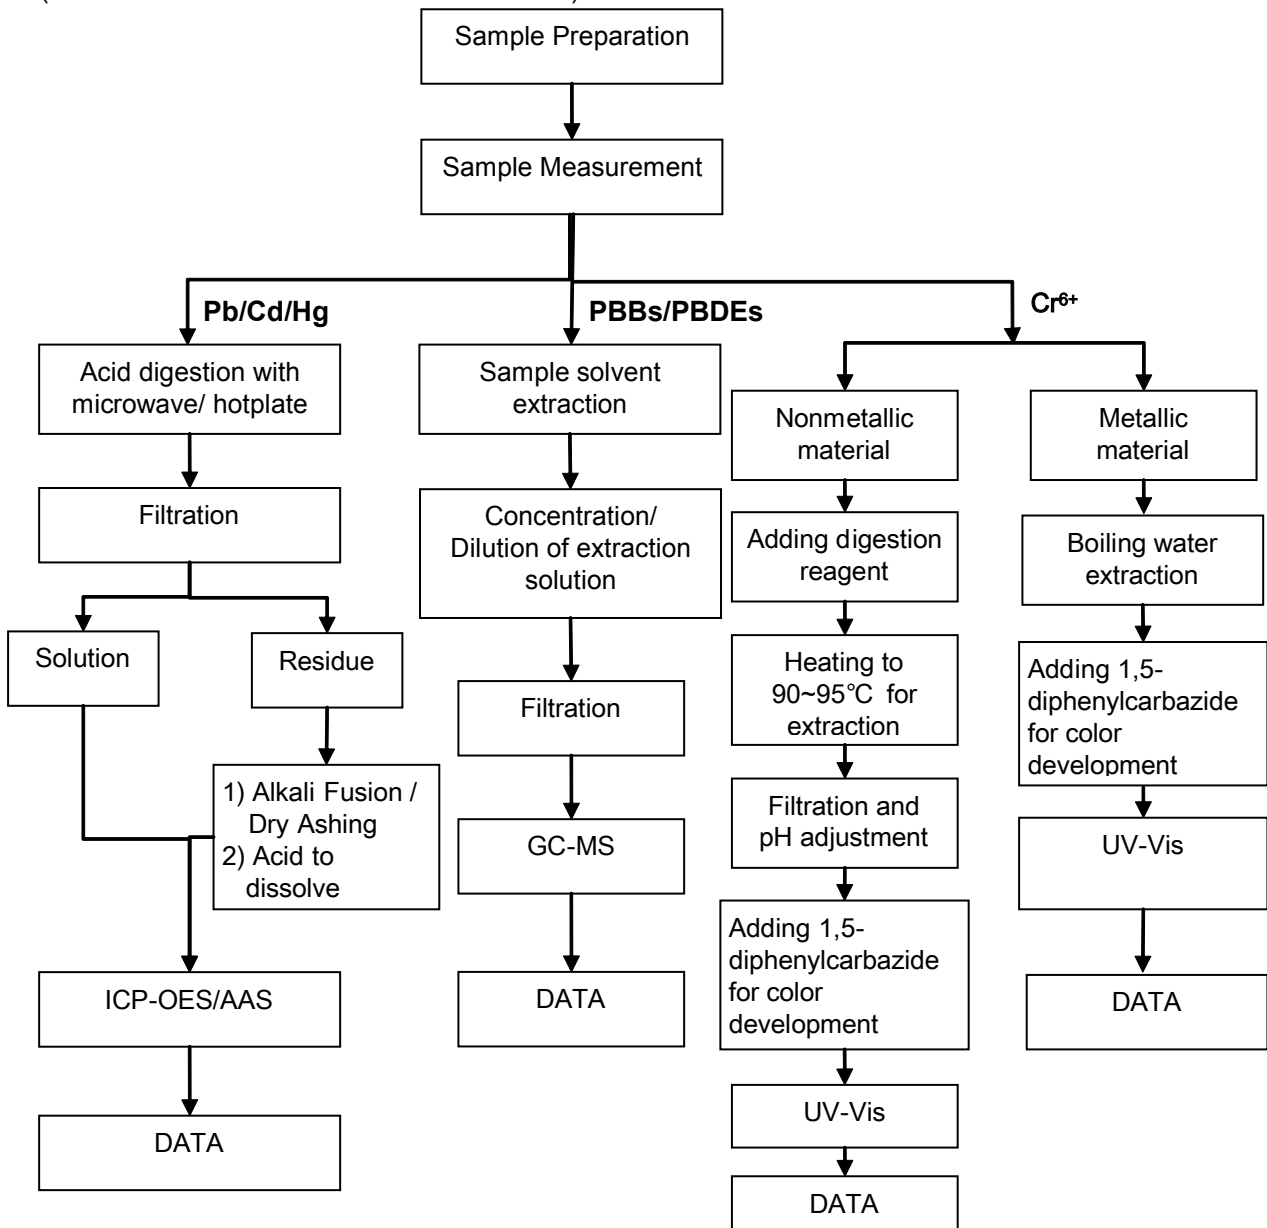 Sample Preparation
Sample Measurement
Pb/Cd/Hg
PBBs/PBDEs
Cr⁶⁺
Acid digestion with
microwave/ hotplate
Filtration
Solution
Residue
1) Alkali Fusion /
Dry Ashing
2) Acid to
dissolve
ICP-OES/AAS
DATA
Sample solvent
extraction
Concentration/
Dilution of extraction
solution
Filtration
GC-MS
DATA
Nonmetallic
material
Adding digestion
reagent
Heating to
90~95℃ for
extraction
Filtration and
pH adjustment
Adding 1,5-
diphenylcarbazide
for color
development
UV-Vis
DATA
Metallic
material
Boiling water
extraction
Adding 1,5-
diphenylcarbazide
for color
development
UV-Vis
DATA